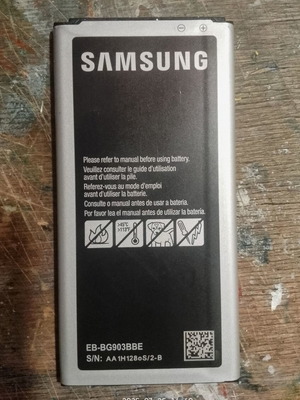 SAMSUNG
Please refer to manual before using battery.
Veuillez consulter le guide d'utilisation
avant d'utiliser la pile.
Referez-vous au mode d'emploi
avant d'utiliser la batterie.
Consulte o manual antes de usar a bateria.
Por favor lea el manual antes de utilizar la batería.
EB-BG903BBE
S/N: AA1H128oS/2-B